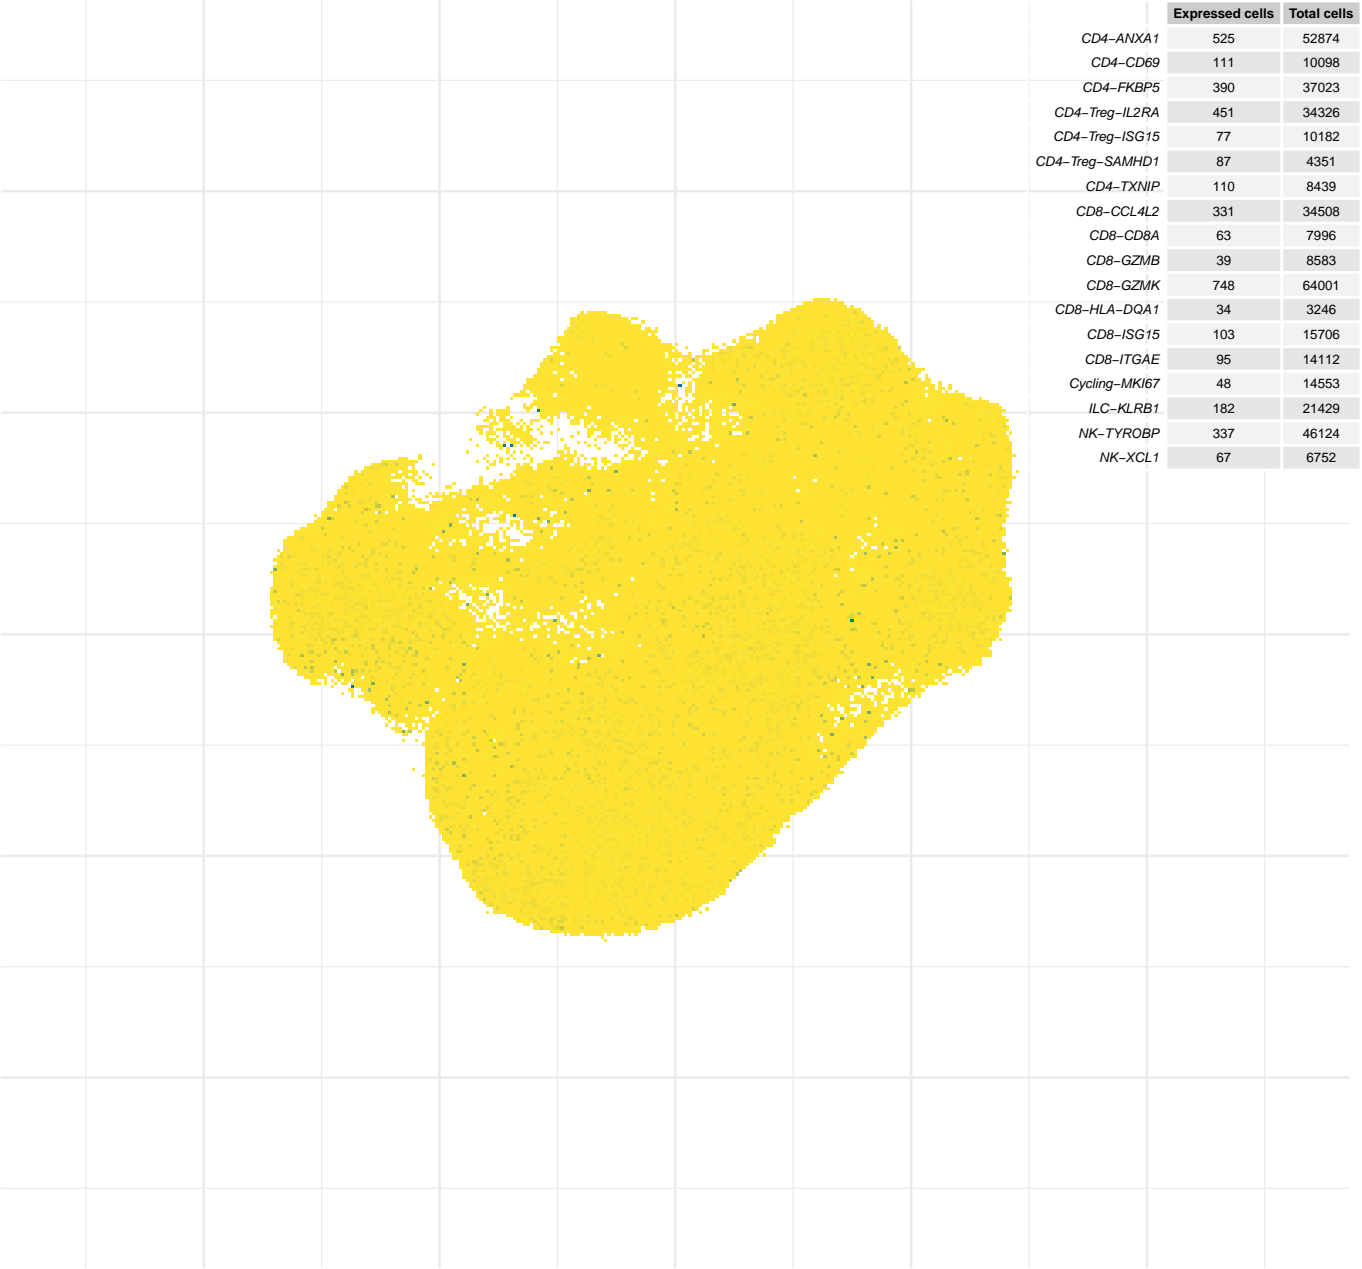 Expressed cells Total cells
CD4−ANXA1 525 52874
CD4−CD69 111 10098
CD4−FKBP5 390 37023
CD4−Treg−IL2RA 451 34326
CD4−Treg−ISG15 77 10182
CD4−Treg−SAMHD1 87 4351
CD4−TXNIP 110 8439
CD8−CCL4L2 331 34508
CD8−CD8A 63 7996
CD8−GZMB 39 8583
CD8−GZMK 748 64001
CD8−HLA−DQA1 34 3246
CD8−ISG15 103 15706
CD8−ITGAE 95 14112
Cycling−MKI67 48 14553
ILC−KLRB1 182 21429
NK−TYROBP 337 46124
NK−XCL1 67 6752